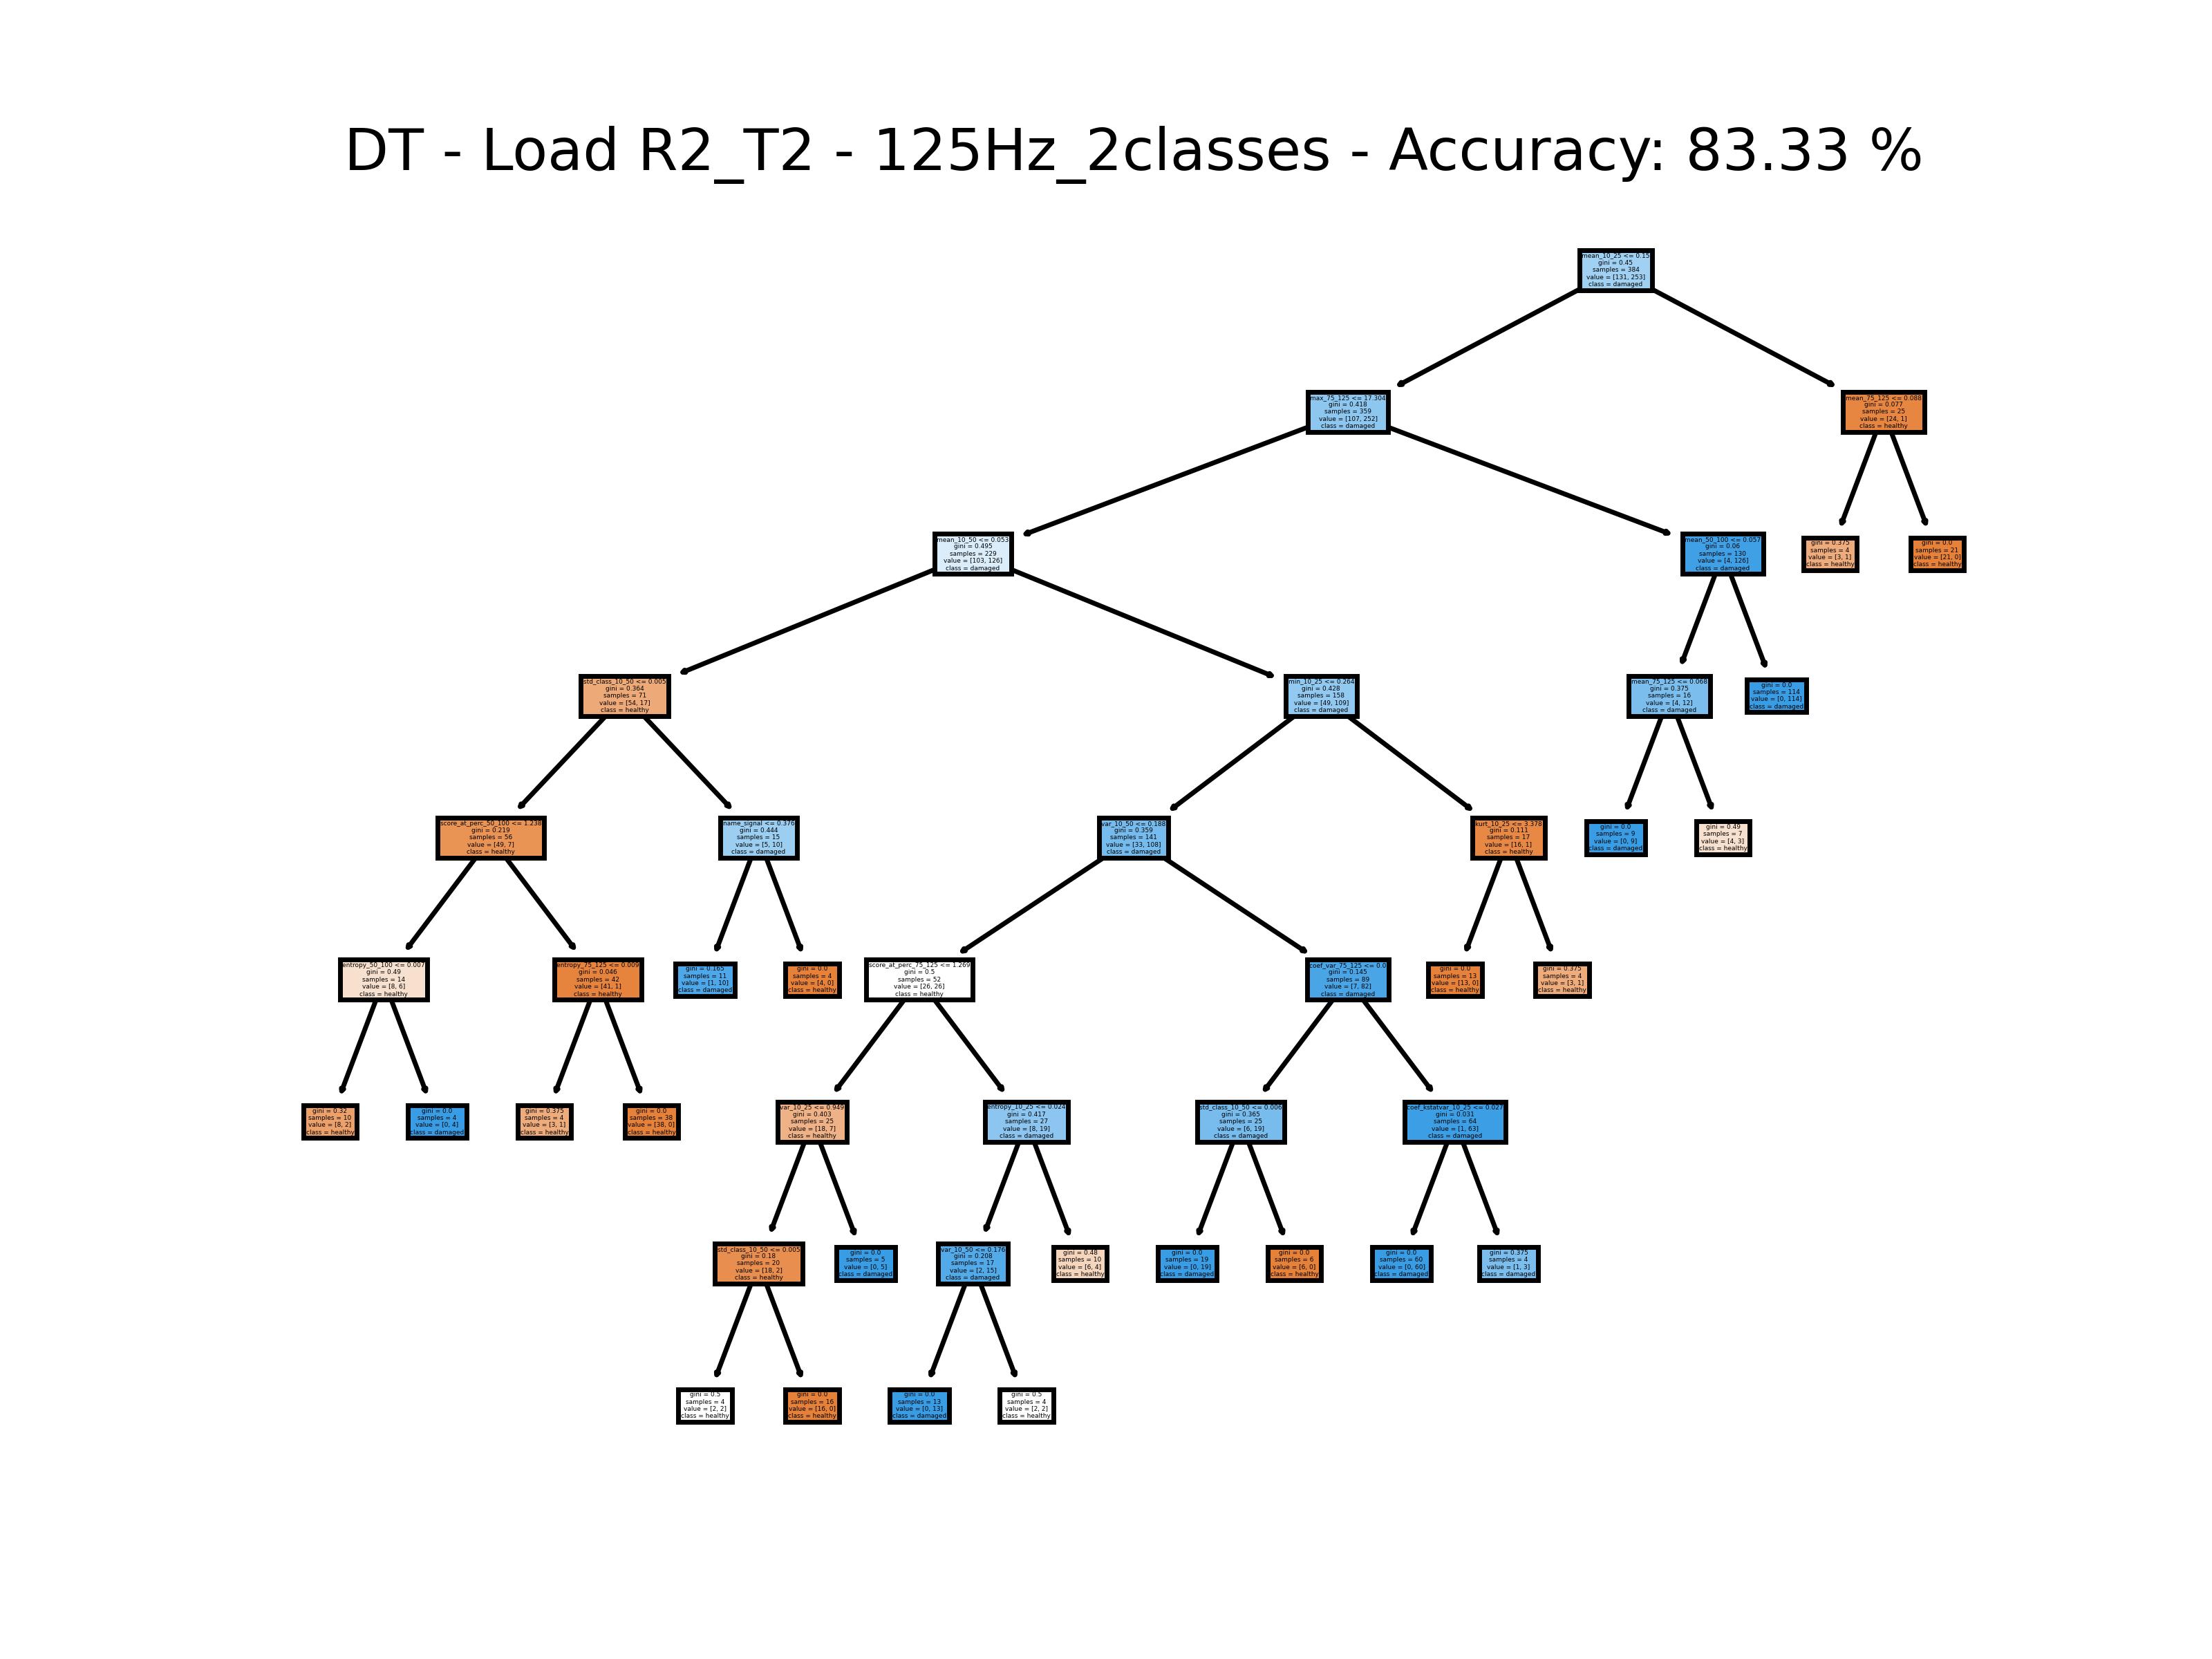 DT - Load R2_T2 - 125Hz_2classes - Accuracy: 83.33 %
mean_10_25 <= 0.15
gini = 0.45
samples = 384
value = [131, 253]
class = damaged
max_75_125 <= 17.304
gini = 0.418
samples = 359
value = [107, 252]
class = damaged
mean_75_125 <= 0.088
gini = 0.077
samples = 25
value = [24, 1]
class = healthy
mean_10_50 <= 0.053
gini = 0.495
samples = 229
value = [103, 126]
class = damaged
mean_50_100 <= 0.057
gini = 0.06
samples = 130
value = [4, 126]
class = damaged
gini = 0.375
samples = 4
value = [3, 1]
class = healthy
gini = 0.0
samples = 21
value = [21, 0]
class = healthy
std_class_10_50 <= 0.005
gini = 0.364
samples = 71
value = [54, 17]
class = healthy
min_10_25 <= 0.264
gini = 0.428
samples = 158
value = [49, 109]
class = damaged
mean_75_125 <= 0.068
gini = 0.375
samples = 16
value = [4, 12]
class = damaged
gini = 0.0
samples = 114
value = [0, 114]
class = damaged
score_at_perc_50_100 <= 1.238
gini = 0.219
samples = 56
value = [49, 7]
class = healthy
name_signal <= 0.376
gini = 0.444
samples = 15
value = [5, 10]
class = damaged
var_10_50 <= 0.188
gini = 0.359
samples = 141
value = [33, 108]
class = damaged
kurt_10_25 <= 3.378
gini = 0.111
samples = 17
value = [16, 1]
class = healthy
gini = 0.0
samples = 9
value = [0, 9]
class = damaged
gini = 0.49
samples = 7
value = [4, 3]
class = healthy
entropy_50_100 <= 0.007
gini = 0.49
samples = 14
value = [8, 6]
class = healthy
entropy_75_125 <= 0.009
gini = 0.046
samples = 42
value = [41, 1]
class = healthy
gini = 0.165
samples = 11
value = [1, 10]
class = damaged
gini = 0.0
samples = 4
value = [4, 0]
class = healthy
score_at_perc_75_125 <= 1.269
gini = 0.5
samples = 52
value = [26, 26]
class = healthy
coef_var_75_125 <= 0.0
gini = 0.145
samples = 89
value = [7, 82]
class = damaged
gini = 0.0
samples = 13
value = [13, 0]
class = healthy
gini = 0.375
samples = 4
value = [3, 1]
class = healthy
gini = 0.32
samples = 10
value = [8, 2]
class = healthy
gini = 0.0
samples = 4
value = [0, 4]
class = damaged
gini = 0.375
samples = 4
value = [3, 1]
class = healthy
gini = 0.0
samples = 38
value = [38, 0]
class = healthy
var_10_25 <= 0.949
gini = 0.403
samples = 25
value = [18, 7]
class = healthy
entropy_10_25 <= 0.024
gini = 0.417
samples = 27
value = [8, 19]
class = damaged
std_class_10_50 <= 0.006
gini = 0.365
samples = 25
value = [6, 19]
class = damaged
coef_kstatvar_10_25 <= 0.027
gini = 0.031
samples = 64
value = [1, 63]
class = damaged
std_class_10_50 <= 0.005
gini = 0.18
samples = 20
value = [18, 2]
class = healthy
gini = 0.0
samples = 5
value = [0, 5]
class = damaged
var_10_50 <= 0.176
gini = 0.208
samples = 17
value = [2, 15]
class = damaged
gini = 0.48
samples = 10
value = [6, 4]
class = healthy
gini = 0.0
samples = 19
value = [0, 19]
class = damaged
gini = 0.0
samples = 6
value = [6, 0]
class = healthy
gini = 0.0
samples = 60
value = [0, 60]
class = damaged
gini = 0.375
samples = 4
value = [1, 3]
class = damaged
gini = 0.5
samples = 4
value = [2, 2]
class = healthy
gini = 0.0
samples = 16
value = [16, 0]
class = healthy
gini = 0.0
samples = 13
value = [0, 13]
class = damaged
gini = 0.5
samples = 4
value = [2, 2]
class = healthy